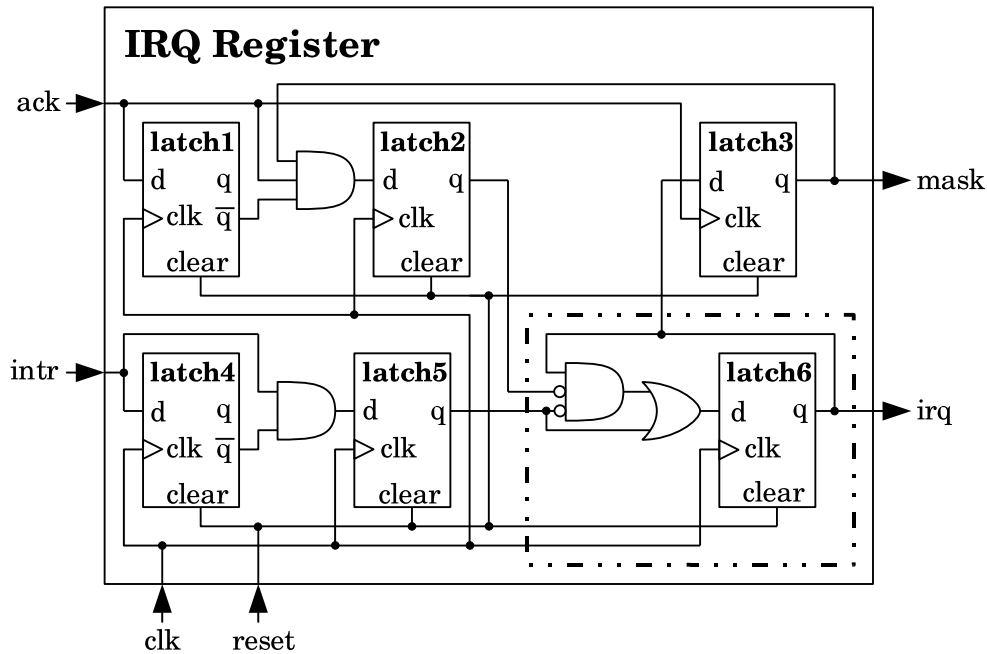 IRQ Register
ack
latch1
d q
clk q
clear
latch2
d q
clk
clear
latch3
d q
clk
clear
mask
intr
latch4
d q
clk q
clear
latch5
d q
clk
clear
latch6
d q
clk
clear
irq
clk
reset